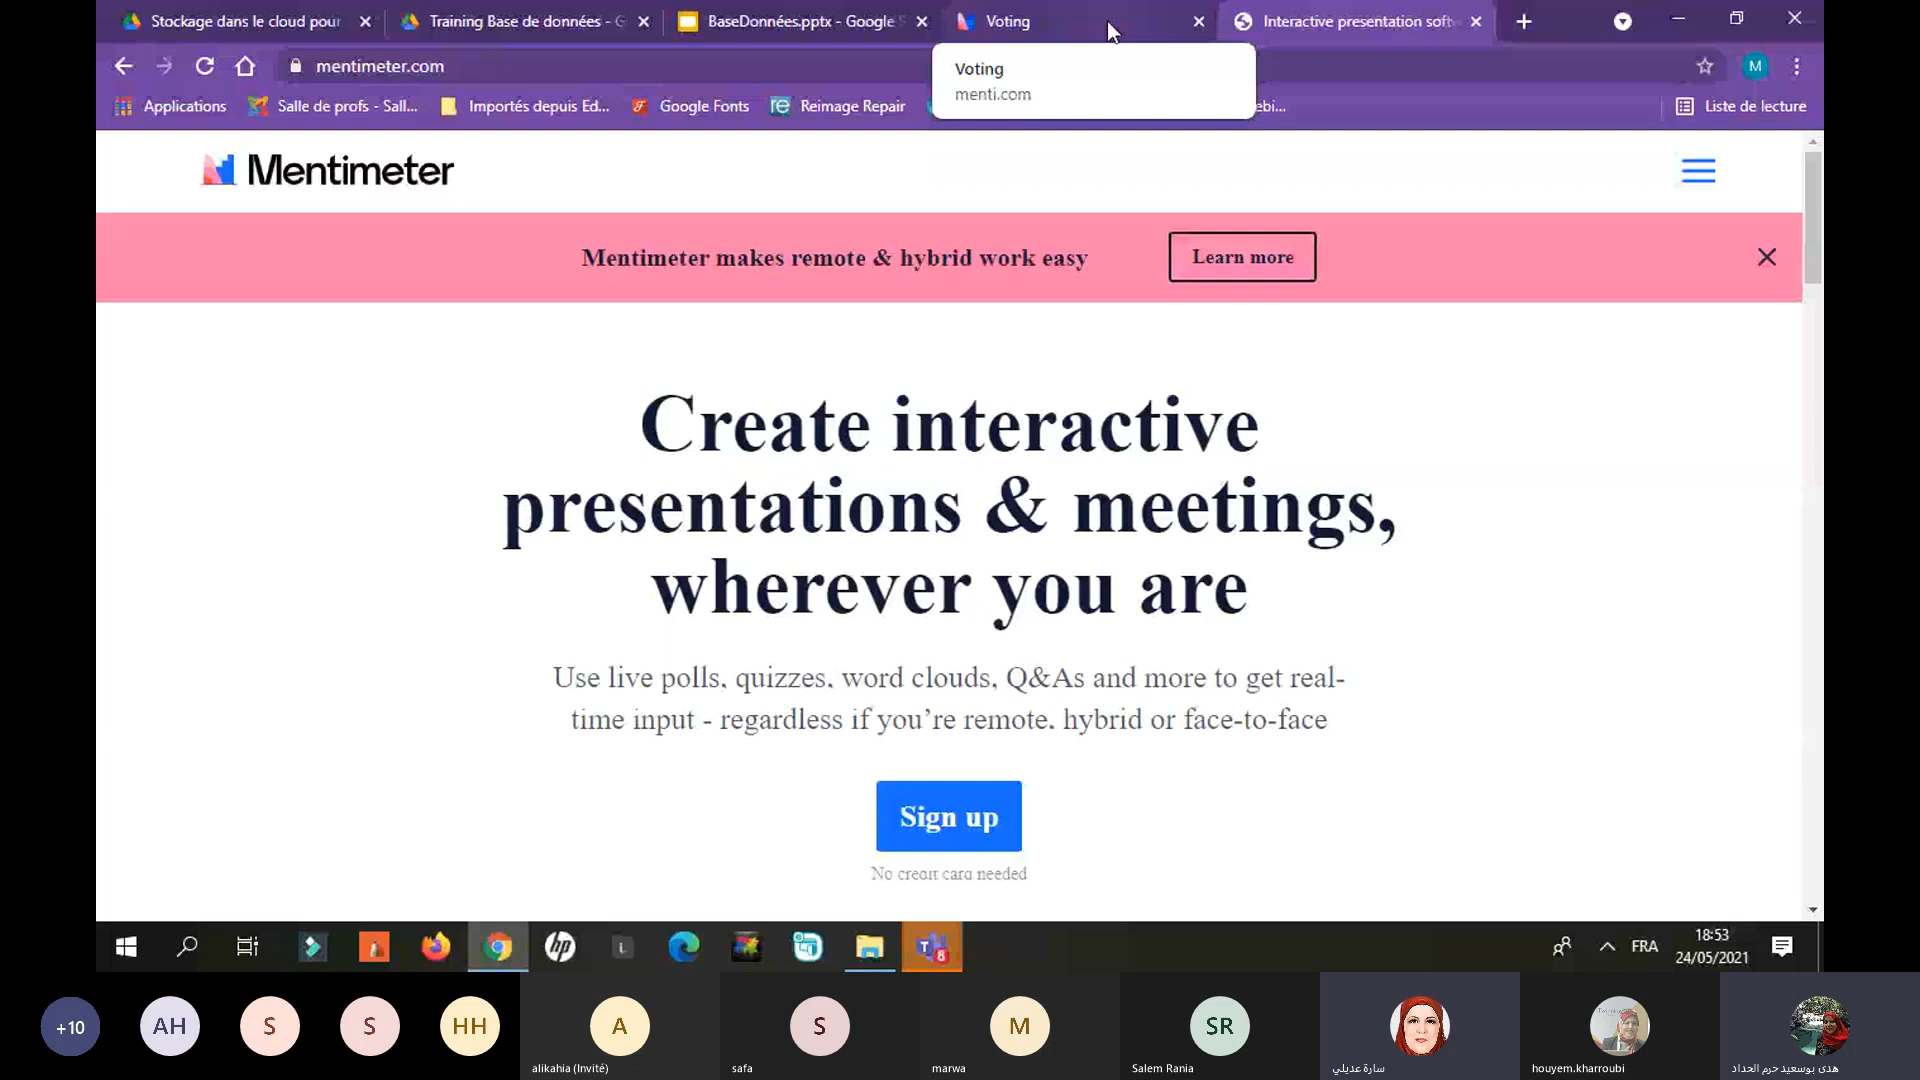 Stockage dans le cloud pour
Training Base de données - G
BaseDonnées.pptx - Google S
Voting
Interactive presentation soft
mentimeter.com
Voting
menti.com
Applications
Salle de profs - Sall...
Importés depuis Ed...
Google Fonts
Reimage Repair
ebi...
Liste de lecture
Mentimeter
Mentimeter makes remote & hybrid work easy
Learn more
Create interactive
presentations & meetings,
wherever you are
Use live polls, quizzes, word clouds, Q&As and more to get real-
time input - regardless if you're remote, hybrid or face-to-face
Sign up
No credit card needed
FRA
18:53
24/05/2021
+10
AH
S
S
HH
A
S
M
SR
alikahia (Invité)
safa
marwa
Salem Rania
سارة عديلي
houyem.kharroubi
هدى بوسعيد حرم الحداد